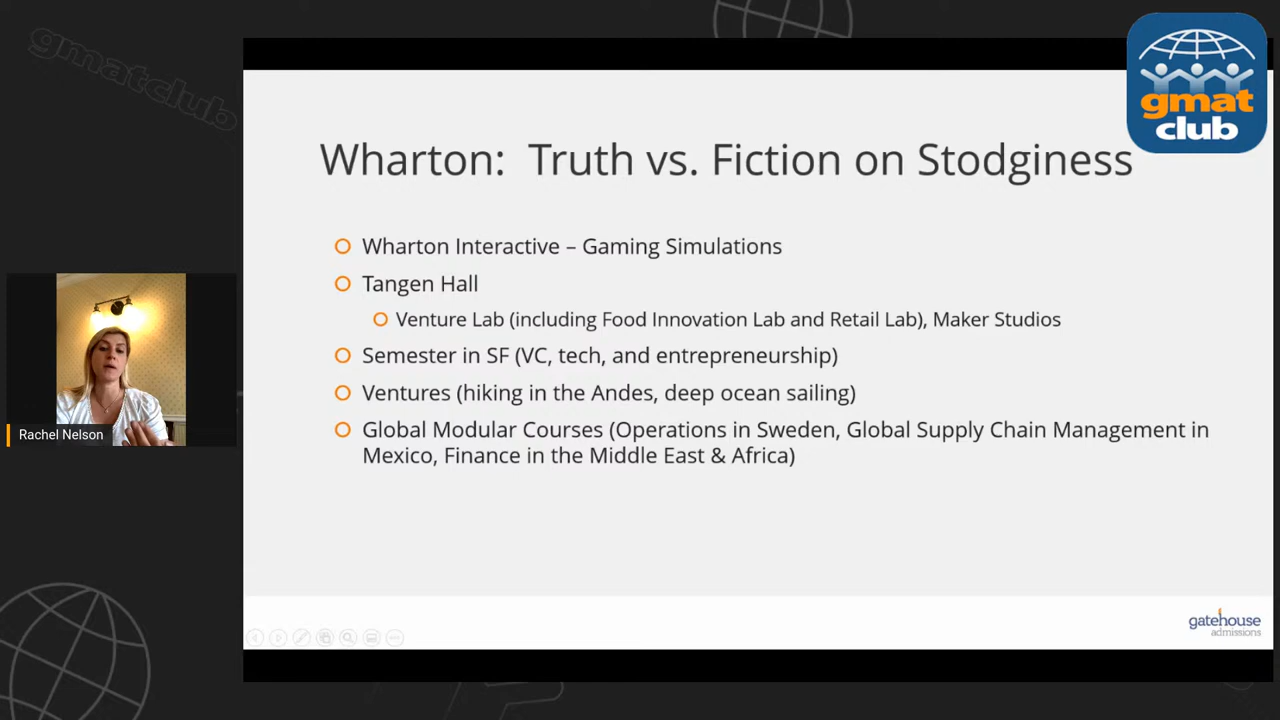 gmatclub
gmat
club
Wharton:  Truth vs. Fiction on Stodginess
Wharton Interactive – Gaming Simulations
Tangen Hall
Venture Lab (including Food Innovation Lab and Retail Lab), Maker Studios
Semester in SF (VC, tech, and entrepreneurship)
Ventures (hiking in the Andes, deep ocean sailing)
Global Modular Courses (Operations in Sweden, Global Supply Chain Management in
Mexico, Finance in the Middle East & Africa)
Rachel Nelson
gatehouse
admissions